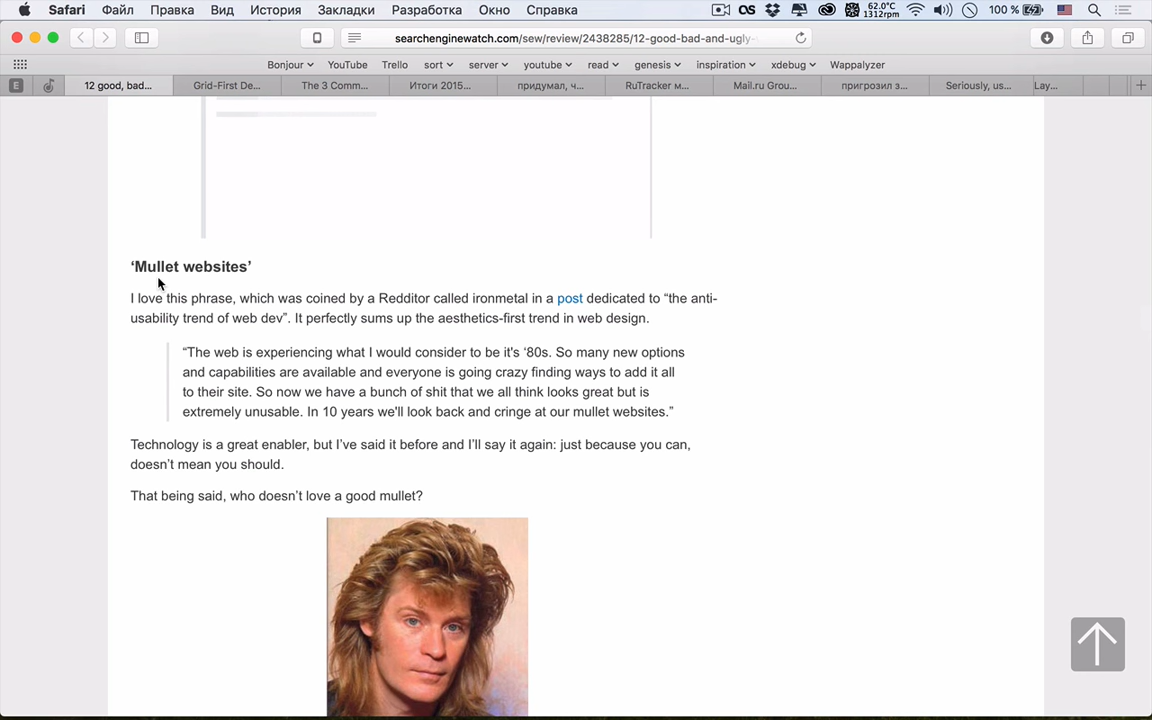 Safari Файл Правка Вид История Закладки Разработка Окно Справка 62.0°C 1312rpm 100 %
searchenginewatch.com/sew/review/2438285/12-good-bad-and-ugly-
Bonjour YouTube Trello sort server youtube read genesis inspiration xdebug Wappalyzer
E 12 good, bad... Grid-First De... The 3 Comm... Итоги 2015... придумал, ч... RuTracker м... Mail.ru Grou... пригрозил з... Seriously, us... Lay...
‘Mullet websites’
I love this phrase, which was coined by a Redditor called ironmetal in a post dedicated to “the anti-
usability trend of web dev”. It perfectly sums up the aesthetics-first trend in web design.
“The web is experiencing what I would consider to be it's ‘80s. So many new options
and capabilities are available and everyone is going crazy finding ways to add it all
to their site. So now we have a bunch of shit that we all think looks great but is
extremely unusable. In 10 years we'll look back and cringe at our mullet websites.”
Technology is a great enabler, but I’ve said it before and I’ll say it again: just because you can,
doesn’t mean you should.
That being said, who doesn’t love a good mullet?